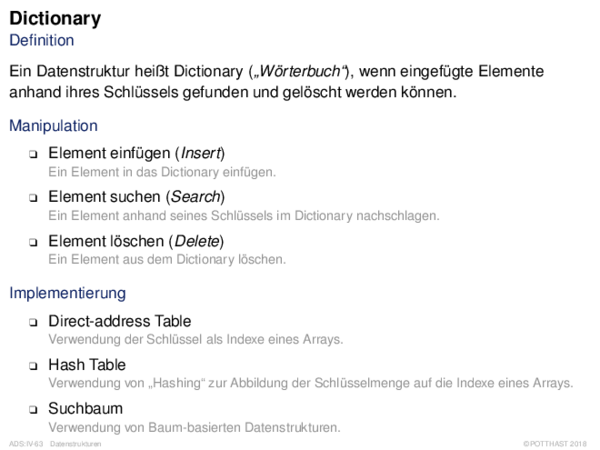 Dictionary
Definition
Ein Datenstruktur heißt Dictionary („Wörterbuch“), wenn eingefügte Elemente
anhand ihres Schlüssels gefunden und gelöscht werden können.
Manipulation
❑ Element einfügen (Insert)
Ein Element in das Dictionary einfügen.
❑ Element suchen (Search)
Ein Element anhand seines Schlüssels im Dictionary nachschlagen.
❑ Element löschen (Delete)
Ein Element aus dem Dictionary löschen.
Implementierung
❑ Direct-address Table
Verwendung der Schlüssel als Indexe eines Arrays.
❑ Hash Table
Verwendung von „Hashing“ zur Abbildung der Schlüsselmenge auf die Indexe eines Arrays.
❑ Suchbaum
Verwendung von Baum-basierten Datenstrukturen.
ADS:IV-63 Datenstrukturen © POTTHAST 2018